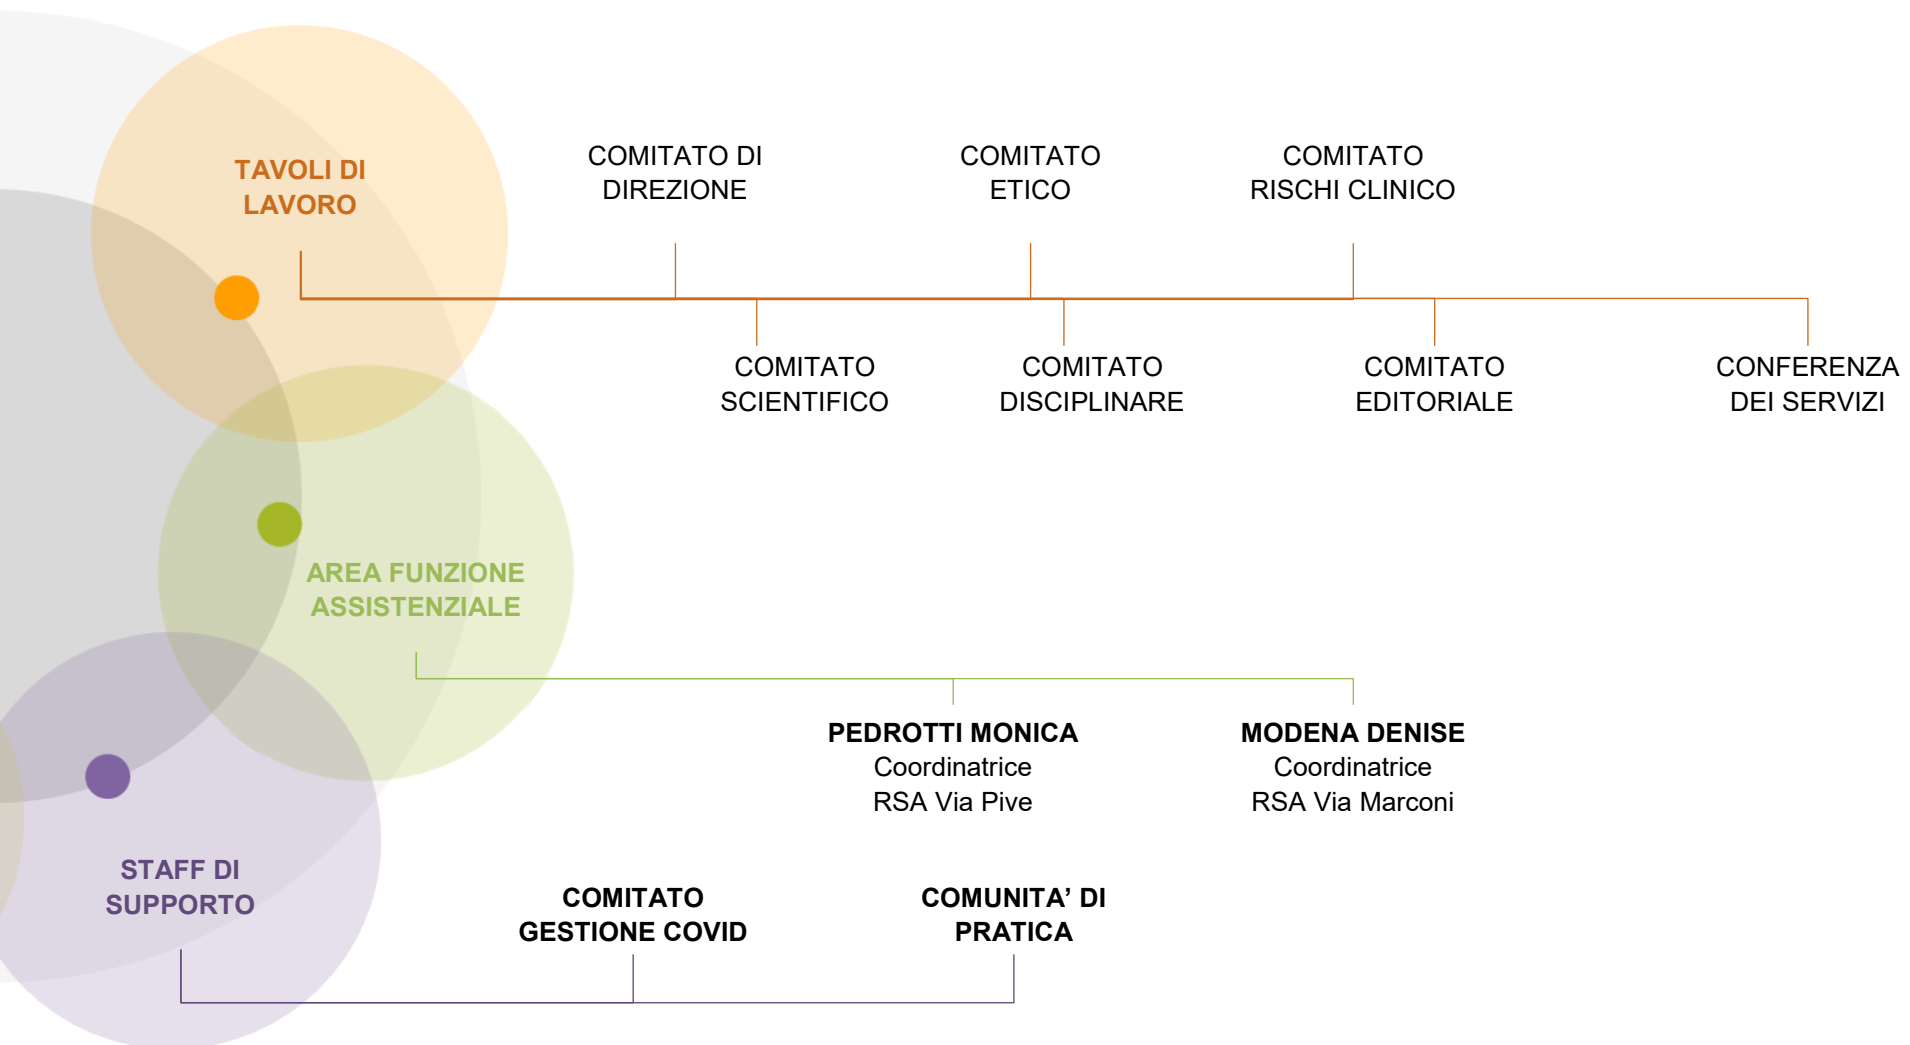 TAVOLI DI
LAVORO
COMITATO DI
DIREZIONE
COMITATO
ETICO
COMITATO
RISCHI CLINICO
COMITATO
SCIENTIFICO
COMITATO
DISCIPLINARE
COMITATO
EDITORIALE
CONFERENZA
DEI SERVIZI
AREA FUNZIONE
ASSISTENZIALE
PEDROTTI MONICA
Coordinatrice
RSA Via Pive
MODENA DENISE
Coordinatrice
RSA Via Marconi
STAFF DI
SUPPORTO
COMITATO
GESTIONE COVID
COMUNITA’ DI
PRATICA